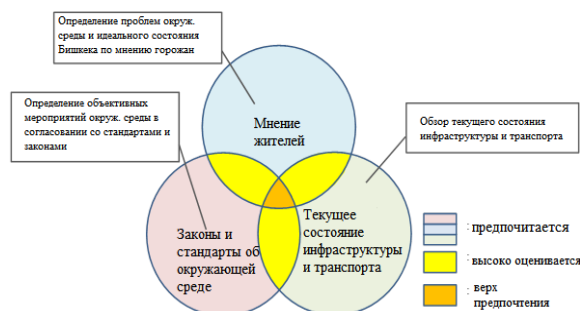 Определение проблем окруж.
среды и идеального состояния
Бишкека по мнению горожан
Определение объективных
мероприятий окруж. среды в
согласовании со стандартами и
законами
Обзор текущего состояния
инфраструктуры и транспорта
Мнение
жителей
Законы и
стандарты об
окружающей
среде
Текущее
состояние
инфраструктуры
и транспорта
: предпочитается
: высоко оценивается
: верх
предпочтения